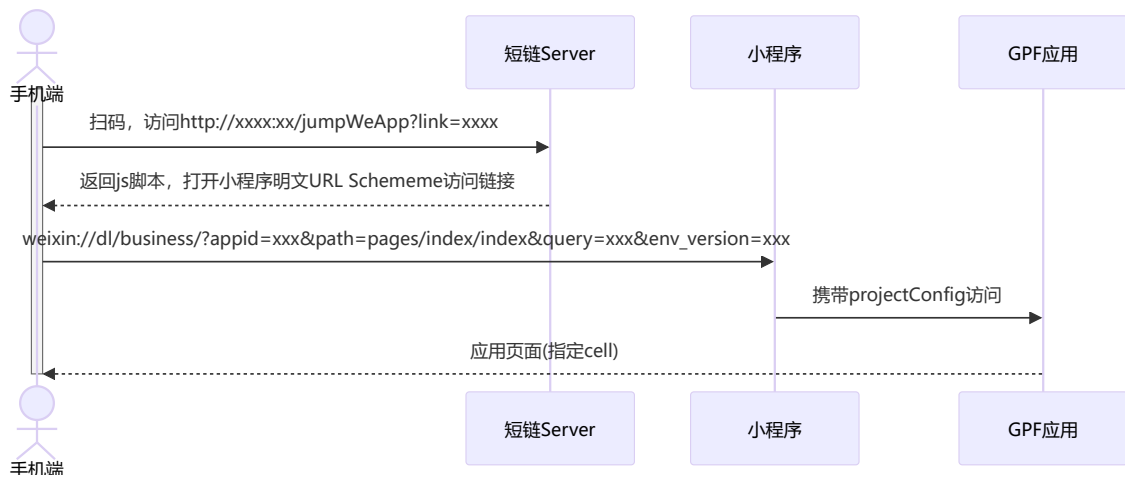 手机端
短链Server
小程序
GPF应用
扫码，访问http://xxxx:xx/jumpWeApp?link=xxxx
返回js脚本，打开小程序明文URL Schememe访问链接
weixin://dl/business/?appid=xxx&path=pages/index/index&query=xxx&env_version=xxx
携带projectConfig访问
应用页面(指定cell)
手机端
短链Server
小程序
GPF应用